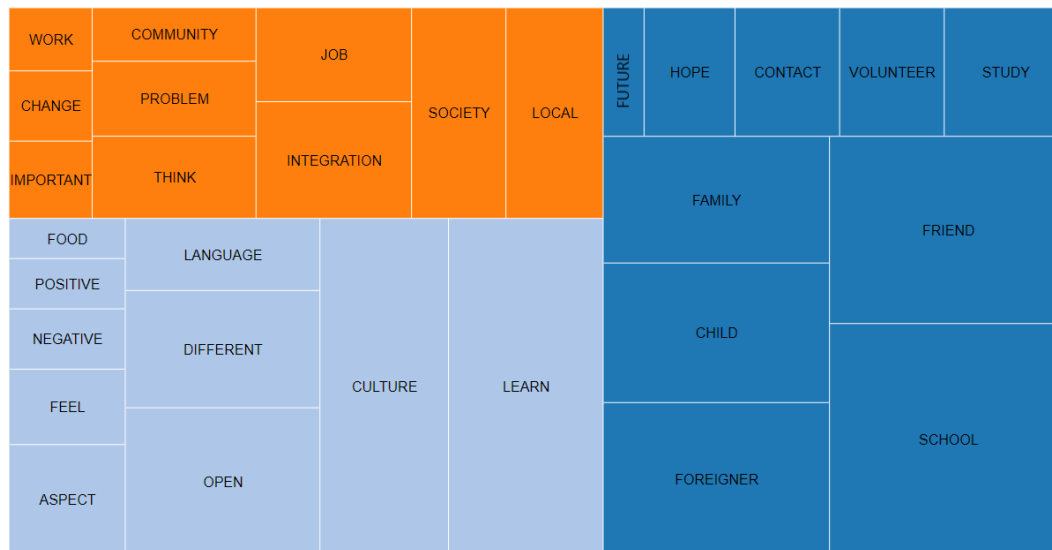 WORK
CHANGE
IMPORTANT
COMMUNITY
PROBLEM
THINK
JOB
INTEGRATION
SOCIETY
LOCAL
FOOD
POSITIVE
NEGATIVE
FEEL
ASPECT
LANGUAGE
DIFFERENT
OPEN
CULTURE
LEARN
FUTURE
HOPE
CONTACT
VOLUNTEER
STUDY
FAMILY
CHILD
FOREIGNER
FRIEND
SCHOOL